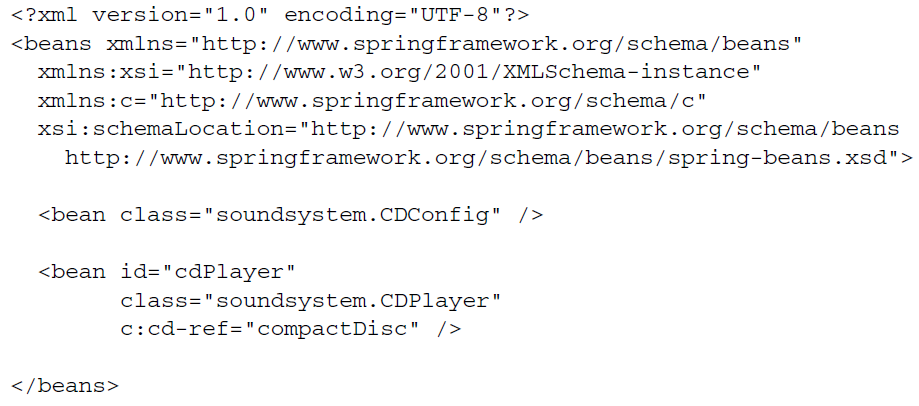 <?xml version="1.0" encoding="UTF-8"?>
<beans xmlns="http://www.springframework.org/schema/beans"
  xmlns:xsi="http://www.w3.org/2001/XMLSchema-instance"
  xmlns:c="http://www.springframework.org/schema/c"
  xsi:schemaLocation="http://www.springframework.org/schema/beans
    http://www.springframework.org/schema/beans/spring-beans.xsd">

  <bean class="soundsystem.CDConfig" />

  <bean id="cdPlayer"
        class="soundsystem.CDPlayer"
        c:cd-ref="compactDisc" />

</beans>